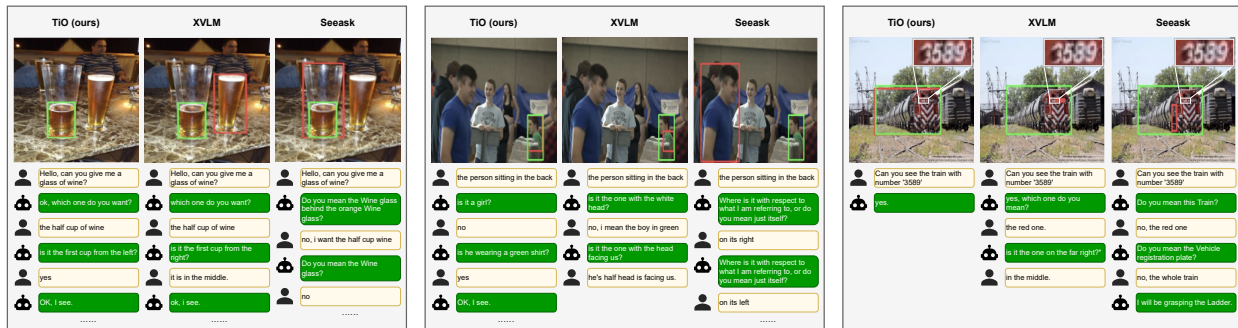 TiO (ours)
XVLM
Seeask
Hello, can you give me a
glass of wine?
ok, which one do you want?
the half cup of wine
is it the first cup from the left?
yes
OK, I see.
......
Hello, can you give me a
glass of wine?
which one do you want?
the half cup of wine
is it the first cup from the
right?
it is in the middle.
ok, i see.
......
Hello, can you give me a
glass of wine?
Do you mean the Wine glass
behind the orange Wine
glass?
no, i want the half cup wine
Do you mean the Wine
glass?
no
......
TiO (ours)
XVLM
Seeask
the person sitting in the back
is it a girl?
no
is he wearing a green shirt?
yes
OK, I see.
......
the person sitting in the back
is it the one with the white
head?
no, i mean the boy in green
is it the one with the head
facing us?
he's half head is facing us.
the person sitting in the back
Where is it with respect to
what I am referring to, or do
you mean just itself?
on its right
Where is it with respect to
what I am referring to, or do
you mean just itself?
on its left
......
TiO (ours)
XVLM
Seeask
3589
3589
3589
Can you see the train with
number '3589'
yes.
Can you see the train with
number '3589'
yes, which one do you
mean?
the red one.
is it the one on the far right?"
in the middle.
Can you see the train with
number '3589'
Do you mean this Train?
no, the red one
Do you mean the Vehicle
registration plate?
no, the whole train
I will be grasping the Ladder.